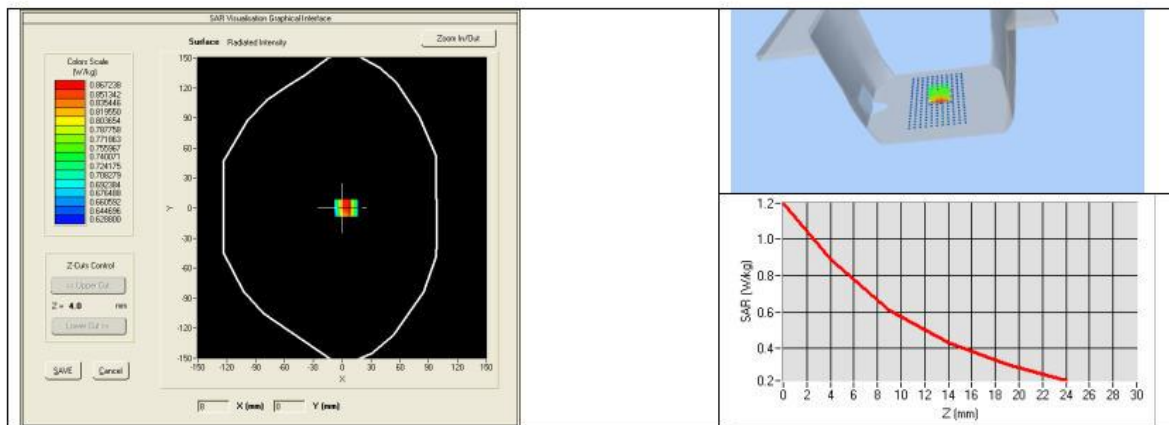 SAR Visualisation Graphical Interface
Surface Radiated Intensity
Zoom In/Out
Colors Scale
(W/kg)
0.867238
0.851342
0.835446
0.819550
0.803654
0.787758
0.771863
0.755967
0.740071
0.724175
0.708279
0.692384
0.676488
0.660592
0.644696
0.628800
Z-Cuts Control
<< Upper Cut
Z = 4.0 mm
Lower Cut >>
SAVE Cancel
150
120
90
60
30
0
-30
-60
-90
-120
-150
Y
-150 -120 -90 -60 -30 0 30 60 90 120 150
X
0 X (mm) 0 Y (mm)
1.2
1.0
0.8
0.6
0.4
0.2
SAR (W/kg)
0 2 4 6 8 10 12 14 16 18 20 22 24 26 28 30
Z (mm)